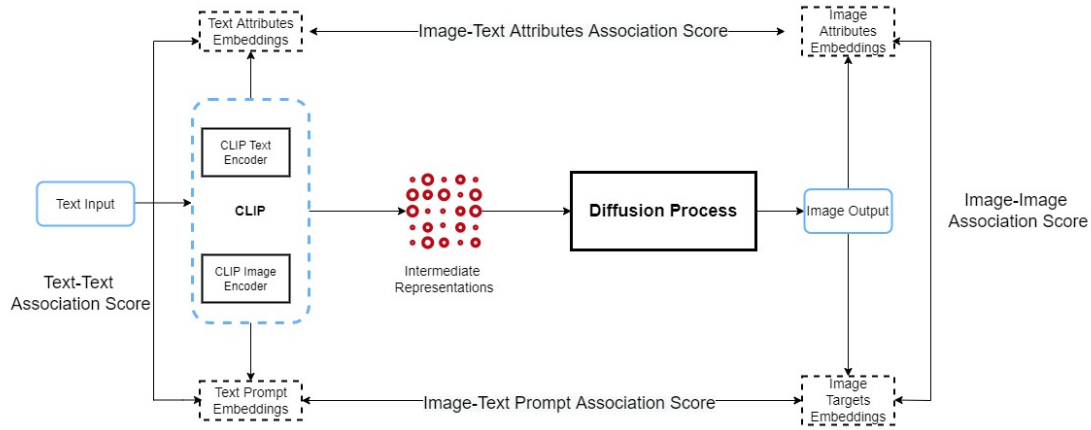 Text Attributes
Embeddings
Image-Text Attributes Association Score
Image
Attributes
Embeddings
CLIP Text
Encoder
Text Input
CLIP
Diffusion Process
Image Output
Image-Image
Association Score
CLIP Image
Encoder
Intermediate
Representations
Text-Text
Association Score
Text Prompt
Embeddings
Image-Text Prompt Association Score
Image
Targets
Embeddings